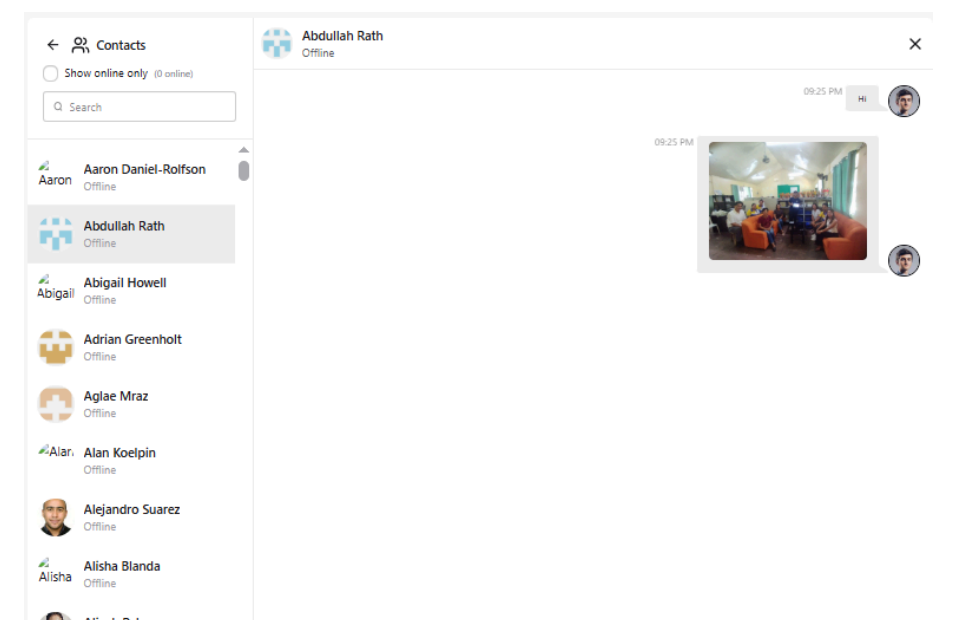 Contacts
Show online only (0 online)
Search
Aaron
Aaron Daniel-Rolfson
Offline
Abdullah Rath
Offline
Abigail
Abigail Howell
Offline
Adrian Greenholt
Offline
Aglae Mraz
Offline
Alan Koelpin
Offline
Alejandro Suarez
Offline
Alisha
Alisha Blanda
Offline
Abdullah Rath
Offline
09:25 PM
Hi
09:25 PM